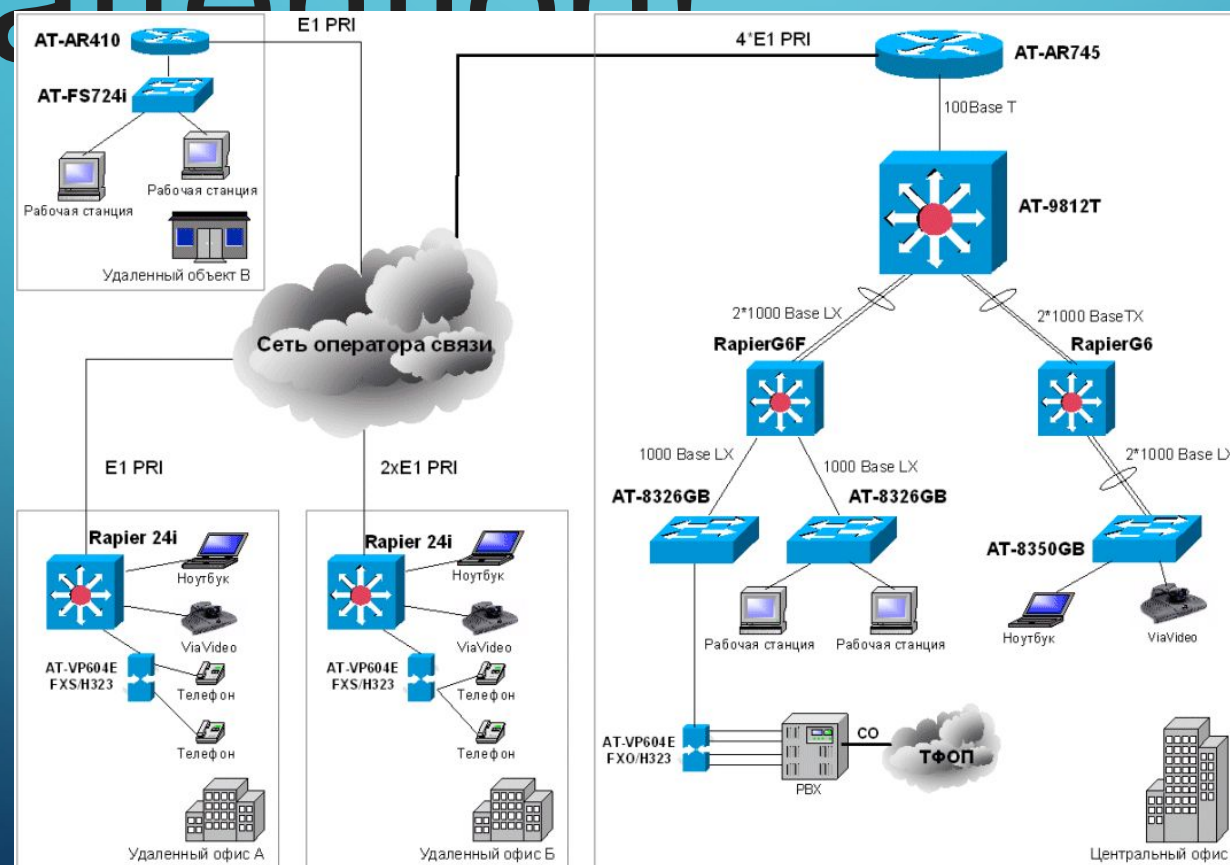 E1 PRI
AT-AR410
AT-FS724i
Рабочая станция
Рабочая станция
Удаленный объект В
Сеть оператора связи
E1 PRI
2xE1 PRI
Rapier 24i
Ноутбук
ViaVideo
AT-VP604E
FXS/H323
Телефон
Телефон
Удаленный офис А
Rapier 24i
Ноутбук
ViaVideo
AT-VP604E
FXS/H323
Телефон
Телефон
Удаленный офис Б
4*E1 PRI
AT-AR745
100Base T
AT-9812T
2*1000 Base LX
2*1000 BaseTX
RapierG6F
RapierG6
1000 Base LX
1000 Base LX
2*1000 Base LX
AT-8326GB
AT-8326GB
AT-8350GB
Рабочая станция
Рабочая станция
Ноутбук
ViaVideo
AT-VP604E
FXO/H323
PBX
CO
ТФОП
Центральный офис